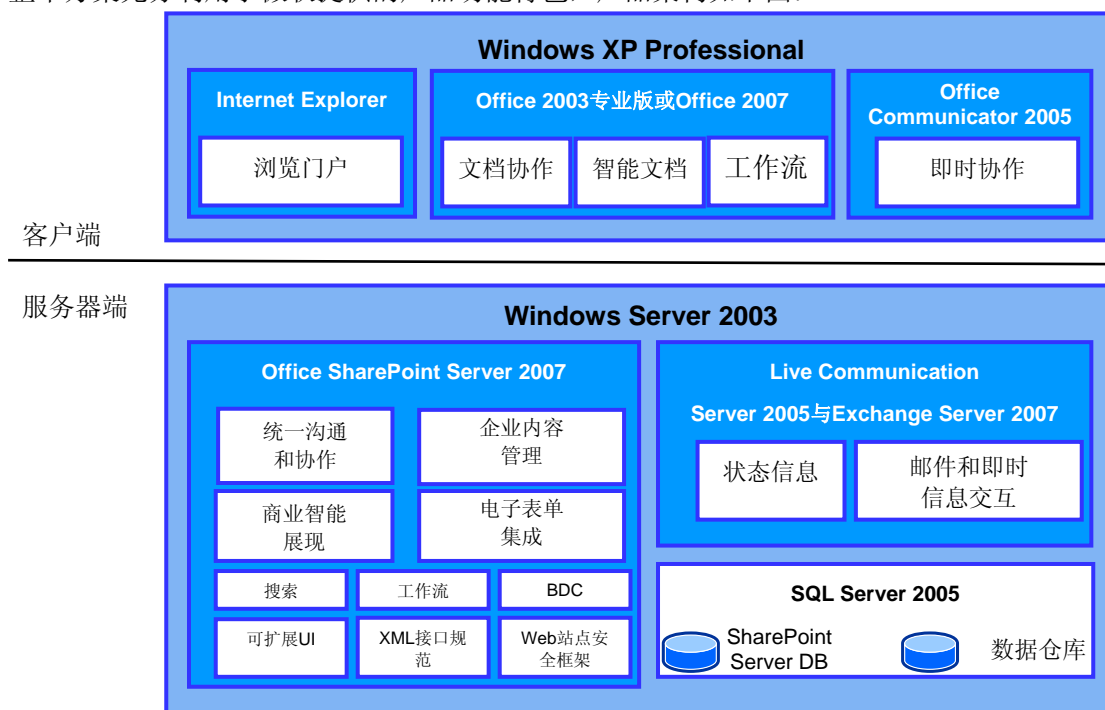 Windows XP Professional
Internet Explorer
浏览门户
Office 2003专业版或Office 2007
文档协作
智能文档
工作流
Office
Communicator 2005
即时协作
客户端
服务器端
Windows Server 2003
Office SharePoint Server 2007
统一沟通
和协作
企业内容
管理
商业智能
展现
电子表单
集成
搜索
工作流
BDC
可扩展UI
XML接口规
范
Web站点安
全框架
Live Communication
Server 2005与Exchange Server 2007
状态信息
邮件和即时
信息交互
SQL Server 2005
SharePoint
Server DB
数据仓库